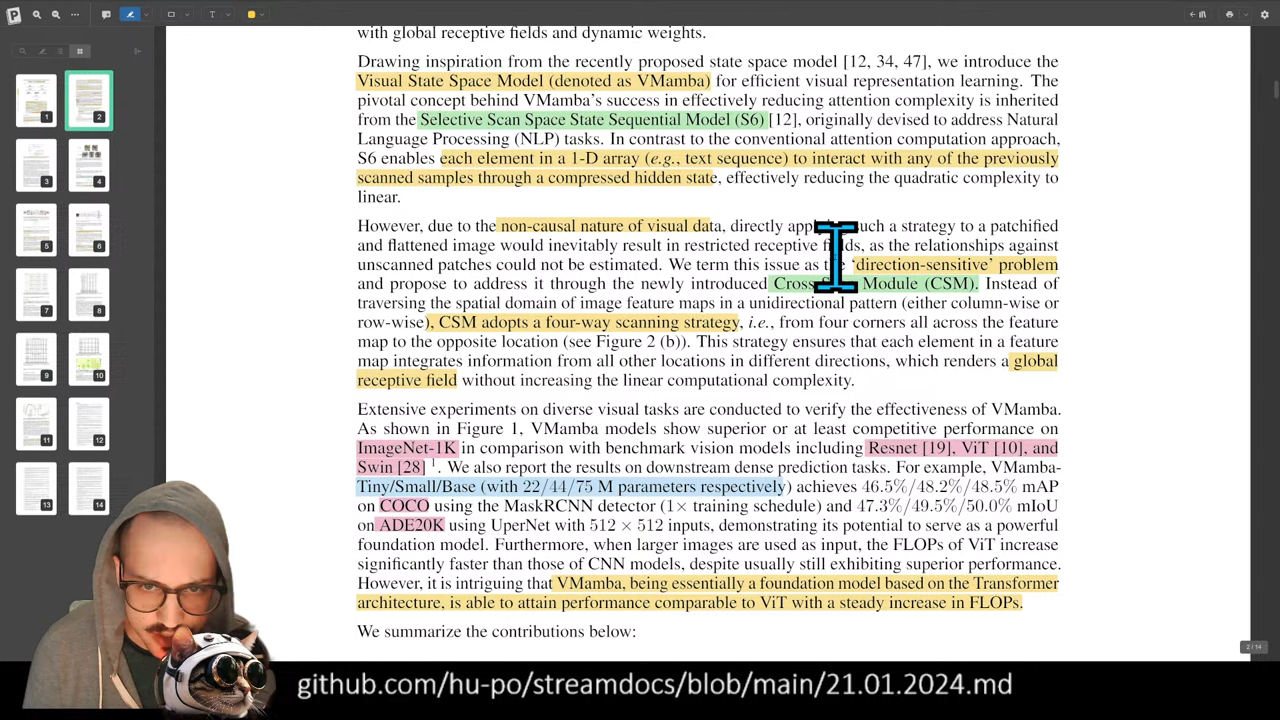 with global receptive fields and dynamic weights.
Drawing inspiration from the recently proposed state space model [12, 34, 47], we introduce the
Visual State Space Model (denoted as VMamba) for efficient visual representation learning. The
pivotal concept behind VMamba's success in effectively reducing attention complexity is inherited
from the Selective Scan Space State Sequential Model (S6) [12], originally devised to address Natural
Language Processing (NLP) tasks. In contrast to the conventional attention computation approach,
S6 enables each element in a 1-D array (e.g., text sequence) to interact with any of the previously
scanned samples through a compressed hidden state, effectively reducing the quadratic complexity to
linear.
However, due to the non-causal nature of visual data, directly such a strategy to a patchified
and flattened image would inevitably result in restricted receptive as the relationships against
unscanned patches could not be estimated. We term this issue as the 'direction-sensitive' problem
and propose to address it through the newly introduced Cross Module (CSM). Instead of
traversing the spatial domain of image feature maps in a unidirectional pattern (either column-wise or
row-wise), CSM adopts a four-way scanning strategy, i.e., from four corners all across the feature
map to the opposite location (see Figure 2 (b)). This strategy ensures that each element in a feature
map integrates information from all other locations in different directions, which renders a global
receptive field without increasing the linear computational complexity.
Extensive experiments on diverse visual tasks are conducted to verify the effectiveness of VMamba.
As shown in Figure 1, VMamba models show superior or at least competitive performance on
ImageNet-1K in comparison with benchmark vision models including Resnet [19], ViT [10], and
Swin [28] We also report the results on downstream dense prediction tasks. For example, VMamba-
Tiny/Small/Base (with 22/44/75 M parameters respectively) achieves 46.5%/48.2%/48.5% mAP
on COCO using the MaskRCNN detector (1× training schedule) and 47.3%/49.5%/50.0% mIoU
on ADE20K using UperNet with 512 × 512 inputs, demonstrating its potential to serve as a powerful
foundation model. Furthermore, when larger images are used as input, the FLOPs of ViT increase
significantly faster than those of CNN models, despite usually still exhibiting superior performance.
However, it is intriguing that VMamba, being essentially a foundation model based on the Transformer
architecture, is able to attain performance comparable to ViT with a steady increase in FLOPs.
We summarize the contributions below:
1
2
3
4
5
6
7
8
9
10
11
12
13
14
2 / 14
github.com/hu-po/streamdocs/blob/main/21.01.2024.md